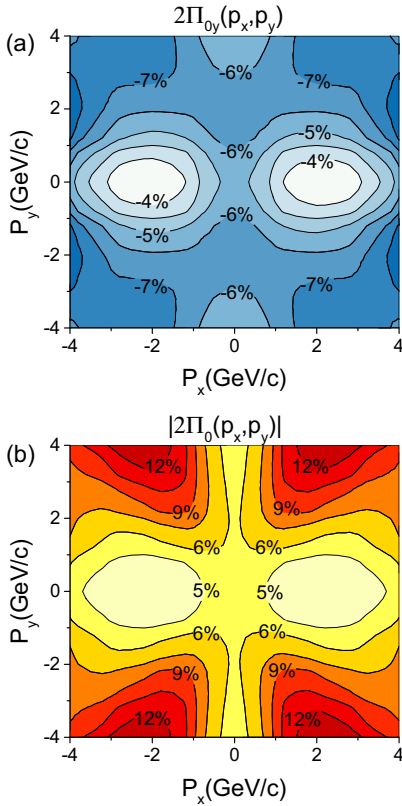 (a) 2Π0y(px,py)
4
-7% -6% -7%
2
-5%
-6%
-4%
0
-4%
-6%
-5%
-2
-7% -6% -7%
-4
-4 -2 0 2 4
Py(GeV/c)
Px(GeV/c)
(b) |2Π0(px,py)|
4
12% 12%
9% 9%
2
6% 6%
0
5% 5%
6% 6%
-2
9% 9%
12% 12%
-4
-4 -2 0 2 4
Py(GeV/c)
Px(GeV/c)